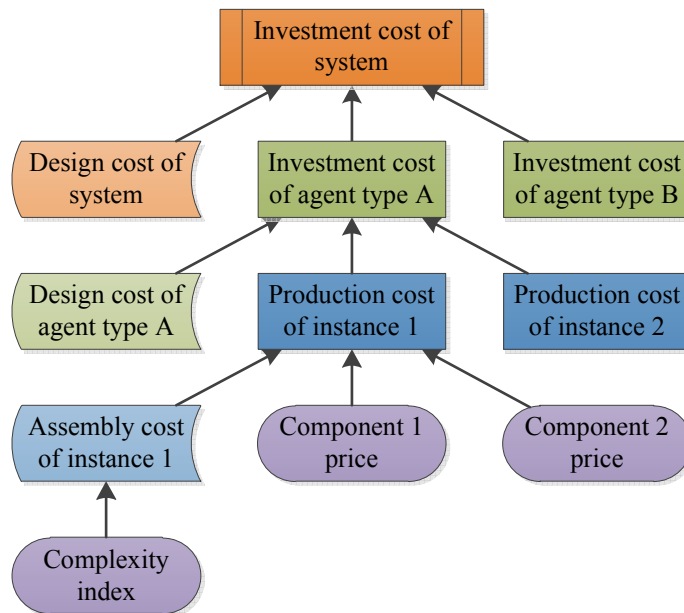 Investment cost of
system
Design cost of
system
Investment cost
of agent type A
Investment cost
of agent type B
Design cost of
agent type A
Production cost
of instance 1
Production cost
of instance 2
Assembly cost
of instance 1
Component 1
price
Component 2
price
Complexity
index